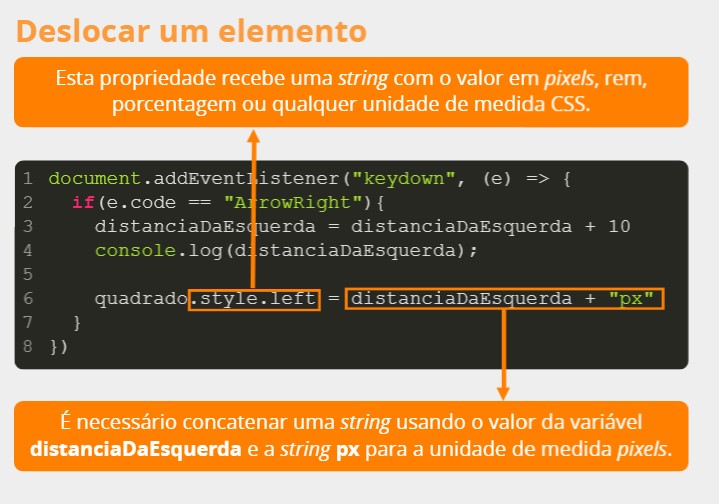 Deslocar um elemento
Esta propriedade recebe uma string com o valor em pixels, rem,
porcentagem ou qualquer unidade de medida CSS.
1 document.addEventListener("keydown", (e) => {
2   if(e.code == "ArrowRight"){
3     distanciaDaEsquerda = distanciaDaEsquerda + 10
4     console.log(distanciaDaEsquerda);
5
6     quadrado.style.left = distanciaDaEsquerda + "px"
7   }
8 })
É necessário concatenar uma string usando o valor da variável
distanciaDaEsquerda e a string px para a unidade de medida pixels.